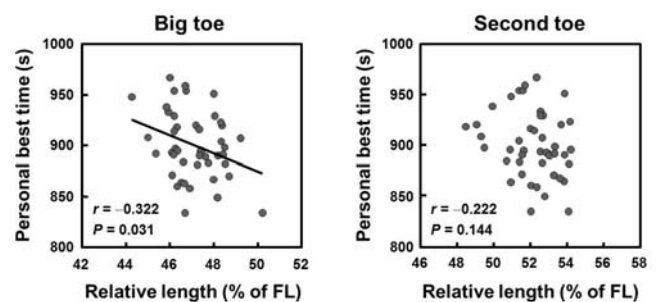 Big toe
Personal best time (s)
1000
950
900
850
800
r = –0.322
P = 0.031
42 44 46 48 50 52
Relative length (% of FL)
Second toe
Personal best time (s)
1000
950
900
850
800
r = –0.222
P = 0.144
46 48 50 52 54 56 58
Relative length (% of FL)